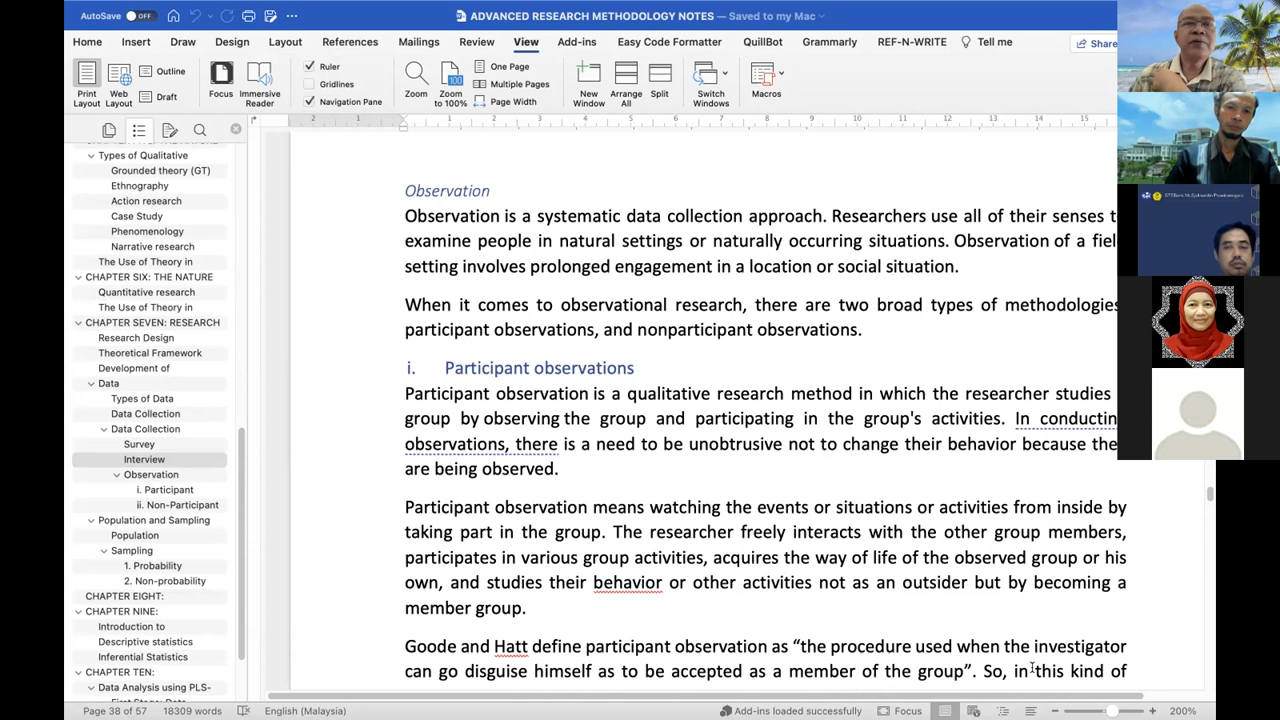 AutoSave OFF ADVANCED RESEARCH METHODOLOGY NOTES — Saved to my Mac
Home Insert Draw Design Layout References Mailings Review View Add-ins Easy Code Formatter QuillBot Grammarly REF-N-WRITE Tell me Share
Print Layout
Web Layout
Outline
Draft
Focus
Immersive Reader
Ruler
Gridlines
Navigation Pane
Zoom
Zoom to 100%
100
One Page
Multiple Pages
Page Width
New Window
Arrange All
Split
Switch Windows
Macros
2 1 1 2 3 4 5 6 7 8 9 10 11 12 13 14 15
Types of Qualitative
Grounded theory (GT)
Ethnography
Action research
Case Study
Phenomenology
Narrative research
The Use of Theory in
CHAPTER SIX: THE NATURE
Quantitative research
The Use of Theory in
CHAPTER SEVEN: RESEARCH
Research Design
Theoretical Framework
Development of
Data
Types of Data
Data Collection
Data Collection
Survey
Interview
Observation
i. Participant
ii. Non-Participant
Population and Sampling
Population
Sampling
1. Probability
2. Non-probability
CHAPTER EIGHT:
CHAPTER NINE:
Introduction to
Descriptive statistics
Inferential Statistics
CHAPTER TEN:
Data Analysis using PLS-
Observation
Observation is a systematic data collection approach. Researchers use all of their senses t
examine people in natural settings or naturally occurring situations. Observation of a fiel
setting involves prolonged engagement in a location or social situation.
When it comes to observational research, there are two broad types of methodologies
participant observations, and nonparticipant observations.
i. Participant observations
Participant observation is a qualitative research method in which the researcher studies
group by observing the group and participating in the group's activities. In conductin
observations, there is a need to be unobtrusive not to change their behavior because the
are being observed.
Participant observation means watching the events or situations or activities from inside by
taking part in the group. The researcher freely interacts with the other group members,
participates in various group activities, acquires the way of life of the observed group or his
own, and studies their behavior or other activities not as an outsider but by becoming a
member group.
Goode and Hatt define participant observation as “the procedure used when the investigator
can go disguise himself as to be accepted as a member of the group”. So, in this kind of
Page 38 of 57 18309 words English (Malaysia) Add-ins loaded successfully Focus 200%